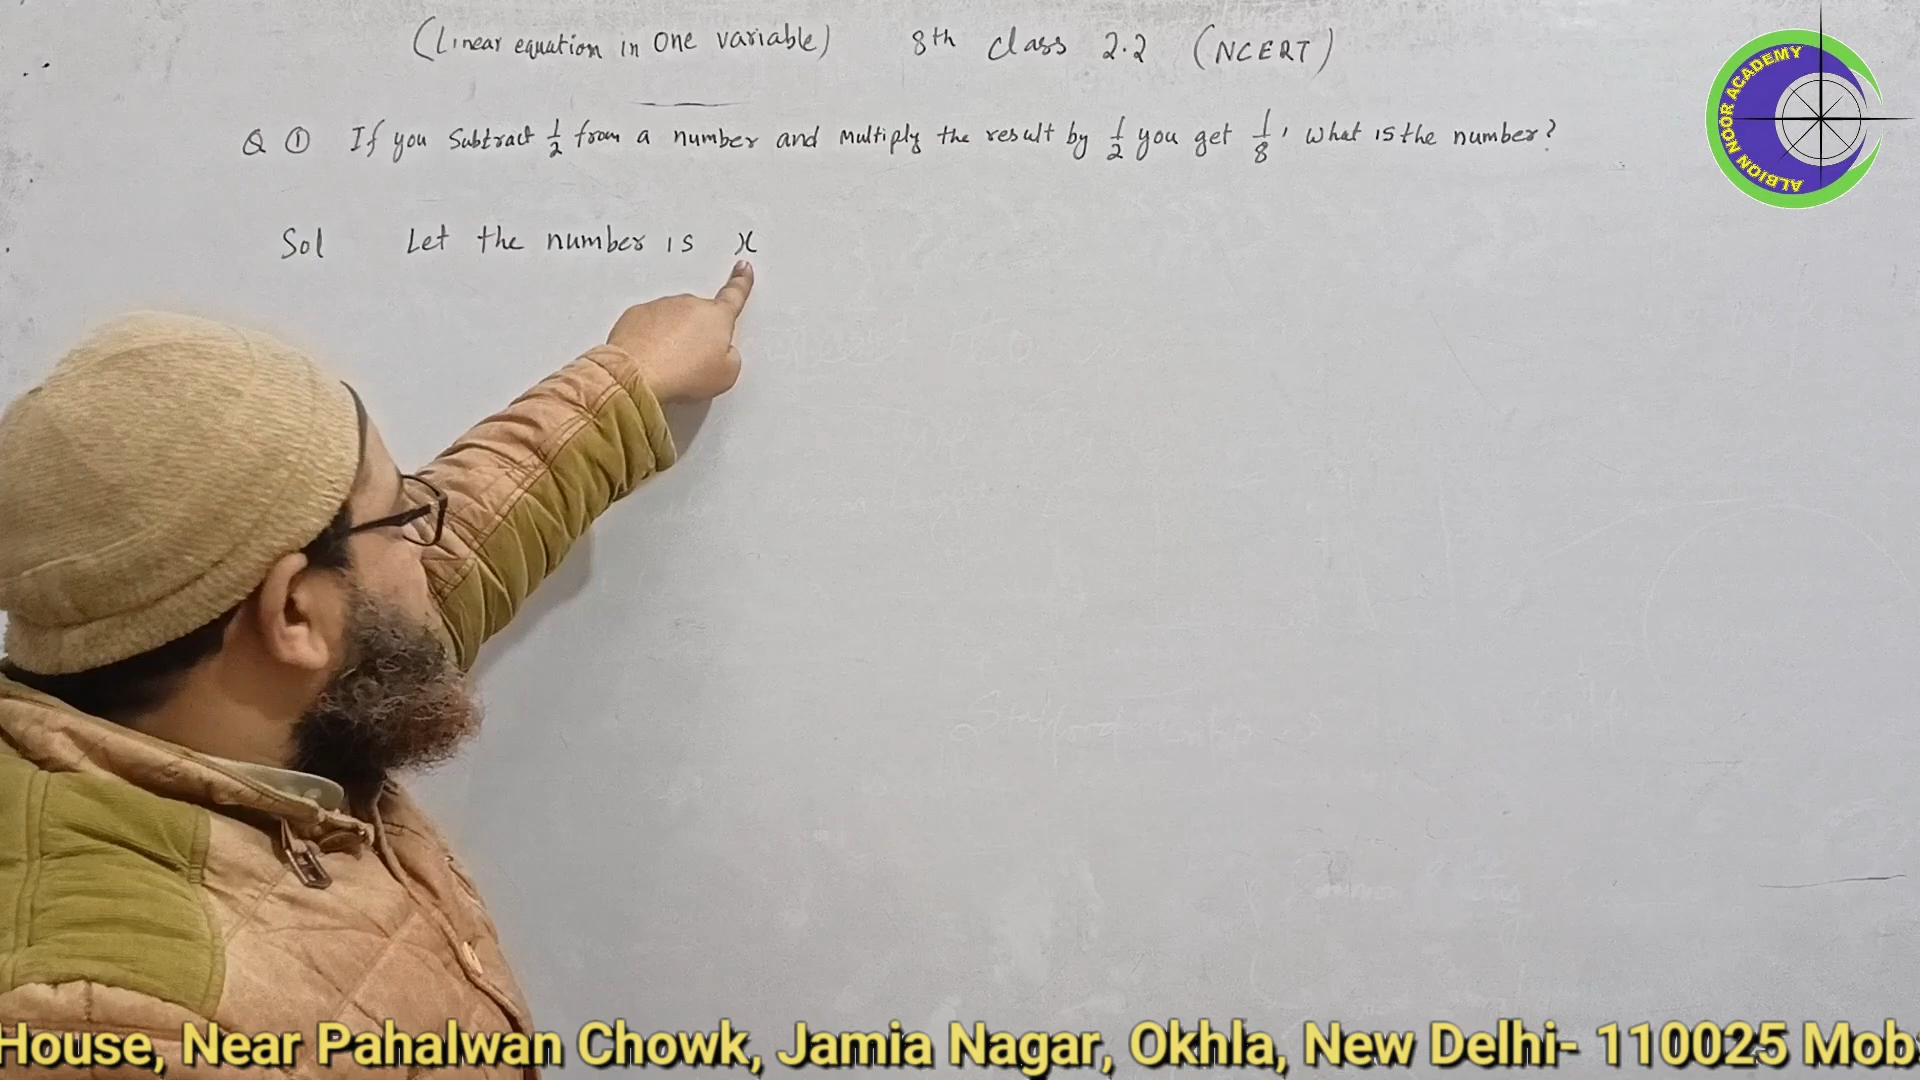 (Linear equation in One variable) 8th class 2.2 (NCERT)
Q ① If you Subtract 1/2 from a number and multiply the result by 1/2 you get 1/8, what is the number?
Sol Let the number is x
ALBION NOOR ACADEMY
House, Near Pahalwan Chowk, Jamia Nagar, Okhla, New Delhi- 110025 Mob: